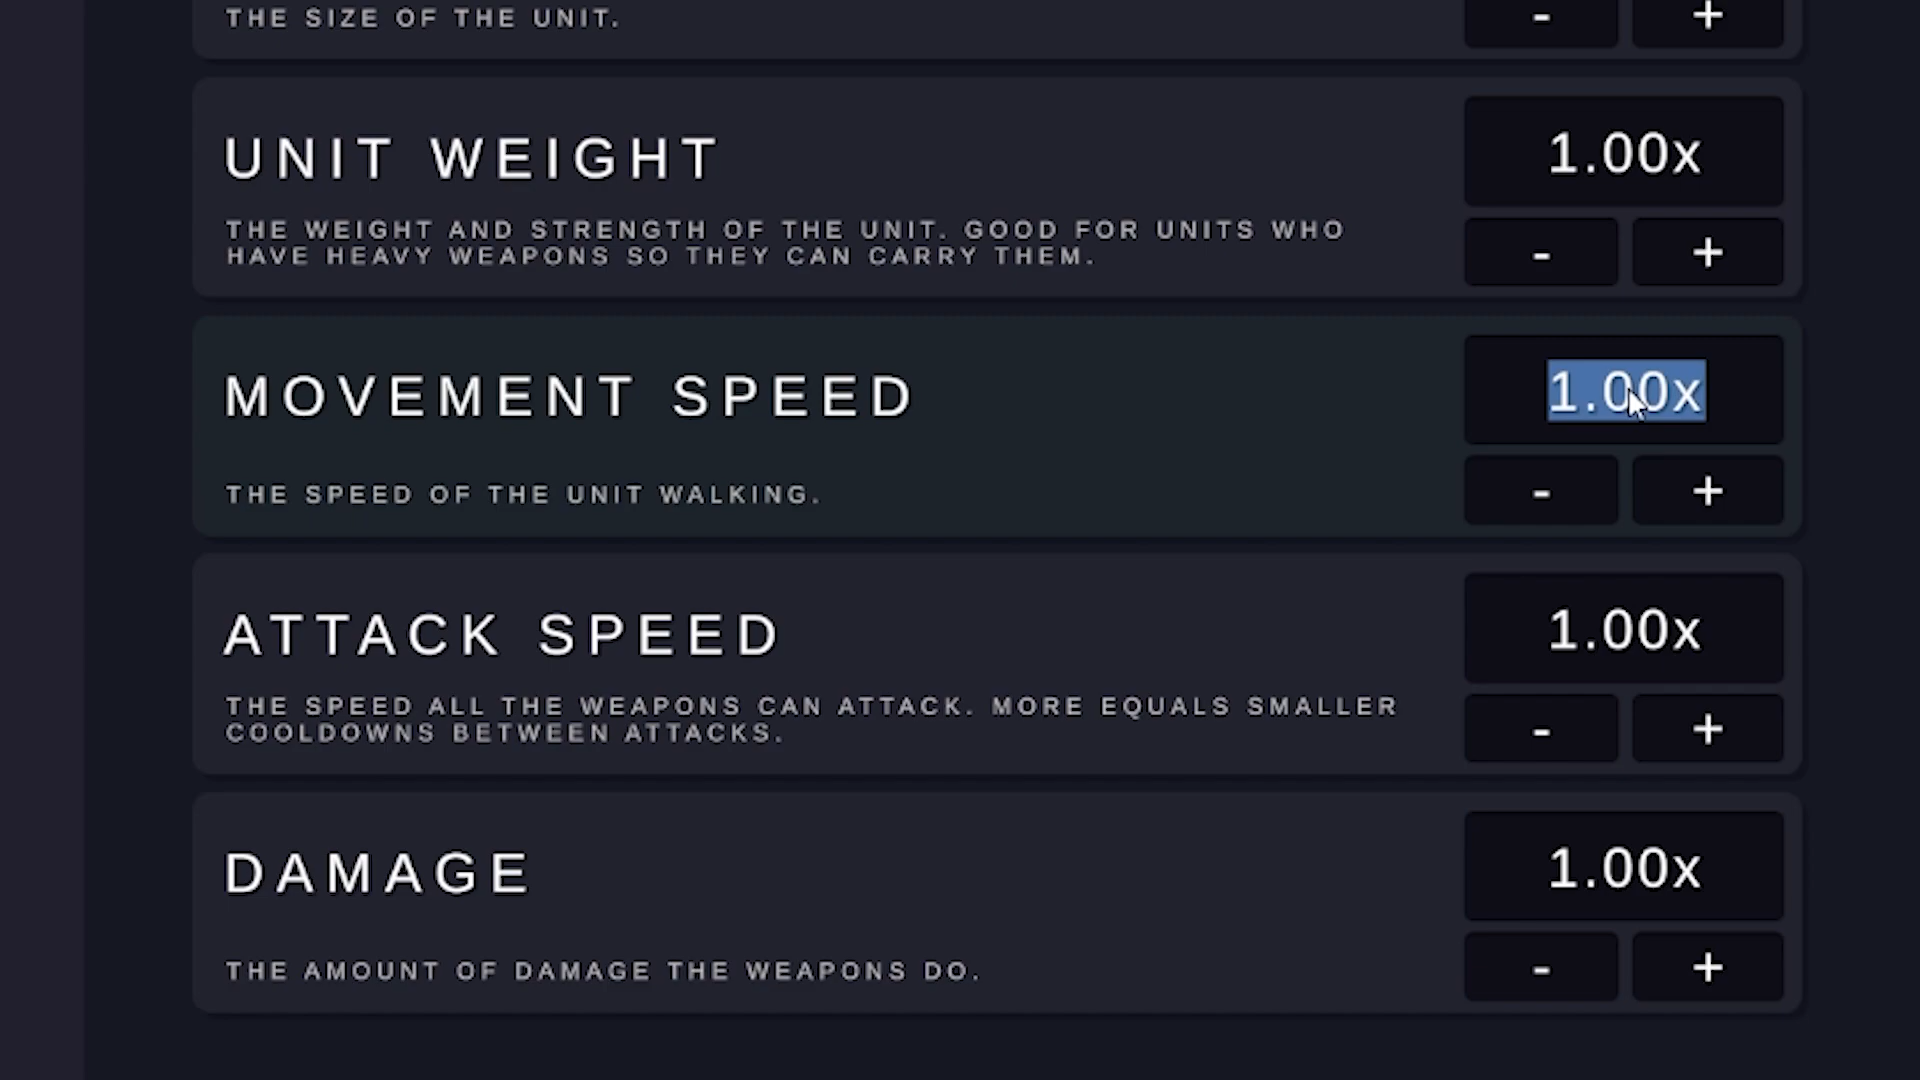 THE SIZE OF THE UNIT.
-
+
UNIT WEIGHT
1.00x
THE WEIGHT AND STRENGTH OF THE UNIT. GOOD FOR UNITS WHO
HAVE HEAVY WEAPONS SO THEY CAN CARRY THEM.
-
+
MOVEMENT SPEED
1.00x
THE SPEED OF THE UNIT WALKING.
-
+
ATTACK SPEED
1.00x
THE SPEED ALL THE WEAPONS CAN ATTACK. MORE EQUALS SMALLER
COOLDOWNS BETWEEN ATTACKS.
-
+
DAMAGE
1.00x
THE AMOUNT OF DAMAGE THE WEAPONS DO.
-
+